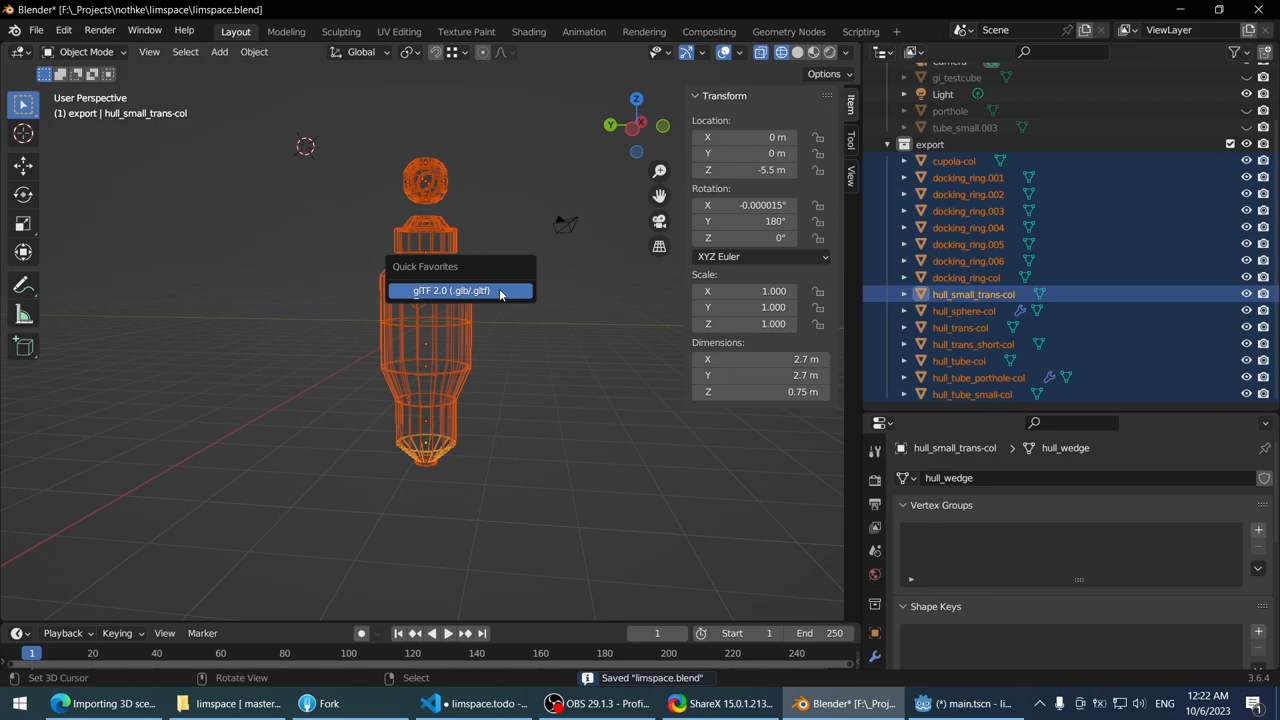 Blender* [F:\_Projects\nothke\limspace\limspace.blend]
File Edit Render Window Help Layout Modeling Sculpting UV Editing Texture Paint Shading Animation Rendering Compositing Geometry Nodes Scripting + Scene ViewLayer
Object Mode View Select Add Object Global
Options
User Perspective
(1) export | hull_small_trans-col
Z
Y
X
Quick Favorites
glTF 2.0 (.glb/.gltf)
Item
Tool
View
Transform
Location:
X 0 m
Y 0 m
Z -5.5 m
Rotation:
X -0.000015°
Y 180°
Z 0°
XYZ Euler
Scale:
X 1.000
Y 1.000
Z 1.000
Dimensions:
X 2.7 m
Y 2.7 m
Z 0.75 m
Camera
gi_testcube
Light
porthole
tube_small.003
export
cupola-col
docking_ring.001
docking_ring.002
docking_ring.003
docking_ring.004
docking_ring.005
docking_ring.006
docking_ring-col
hull_small_trans-col
hull_sphere-col
hull_trans-col
hull_trans_short-col
hull_tube-col
hull_tube_porthole-col
hull_tube_small-col
hull_small_trans-col > hull_wedge
hull_wedge
Vertex Groups
Shape Keys
Playback Keying View Marker 1 Start 1 End 250
1 20 40 60 80 100 120 140 160 180 200 220 240
Set 3D Cursor Rotate View Select Saved "limspace.blend" 3.6.4
Importing 3D sce... limspace [ master... Fork • limspace.todo - ... OBS 29.1.3 - Profi... ShareX 15.0.1.213... Blender* [F:\_Proj... (*) main.tscn - li...
12:22 AM
10/6/2023
1